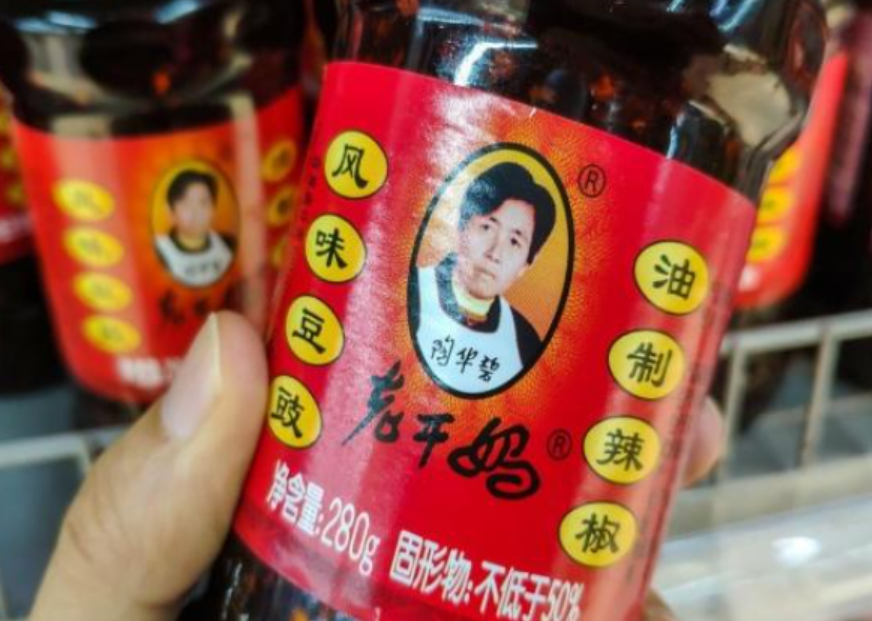 风味豆豉
油制辣椒
®
陶华碧
老干妈®
净含量:280g
固形物:不低于50%